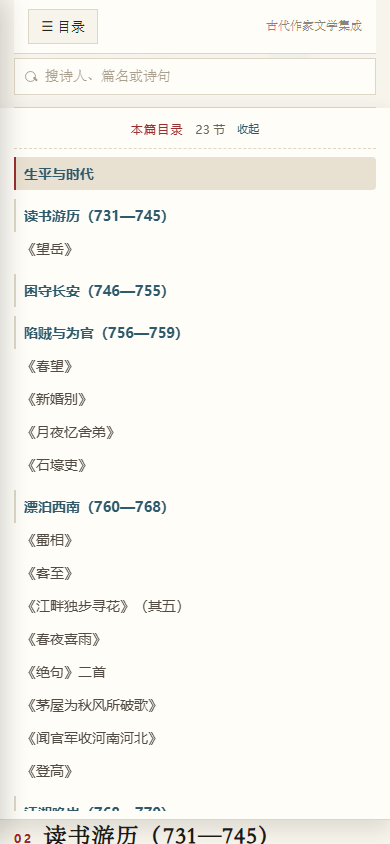 ☰ 目录
古代作家文学集成
搜诗人、篇名或诗句
本篇目录 23 节 收起
生平与时代
读书游历（731—745）
《望岳》
困守长安（746—755）
陷贼与为官（756—759）
《春望》
《新婚别》
《月夜忆舍弟》
《石壕吏》
漂泊西南（760—768）
《蜀相》
《客至》
《江畔独步寻花》（其五）
《春夜喜雨》
《绝句》二首
《茅屋为秋风所破歌》
《闻官军收河南河北》
《登高》
02 读书游历（731—745）